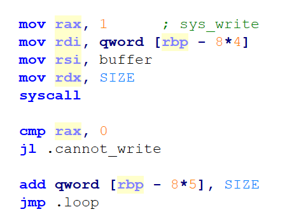 mov rax, 1 ; sys_write
mov rdi, qword [rbp - 8*4]
mov rsi, buffer
mov rdx, SIZE
syscall
cmp rax, 0
jl .cannot_write
add qword [rbp - 8*5], SIZE
jmp .loop